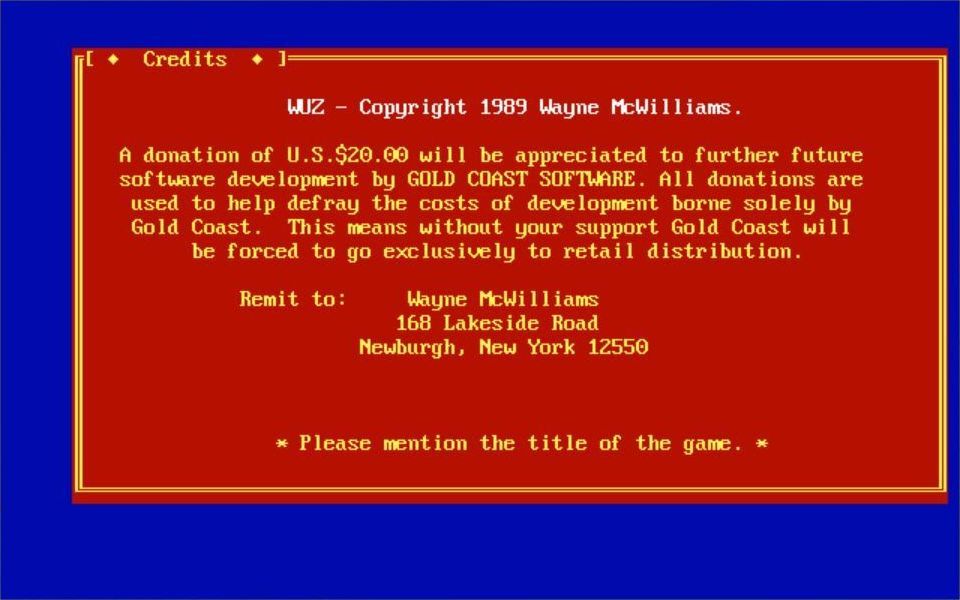 [ ♦ Credits ♦ ]
WUZ - Copyright 1989 Wayne McWilliams.
A donation of U.S.$20.00 will be appreciated to further future
software development by GOLD COAST SOFTWARE. All donations are
used to help defray the costs of development borne solely by
Gold Coast. This means without your support Gold Coast will
be forced to go exclusively to retail distribution.
Remit to: Wayne McWilliams
168 Lakeside Road
Newburgh, New York 12550
* Please mention the title of the game. *